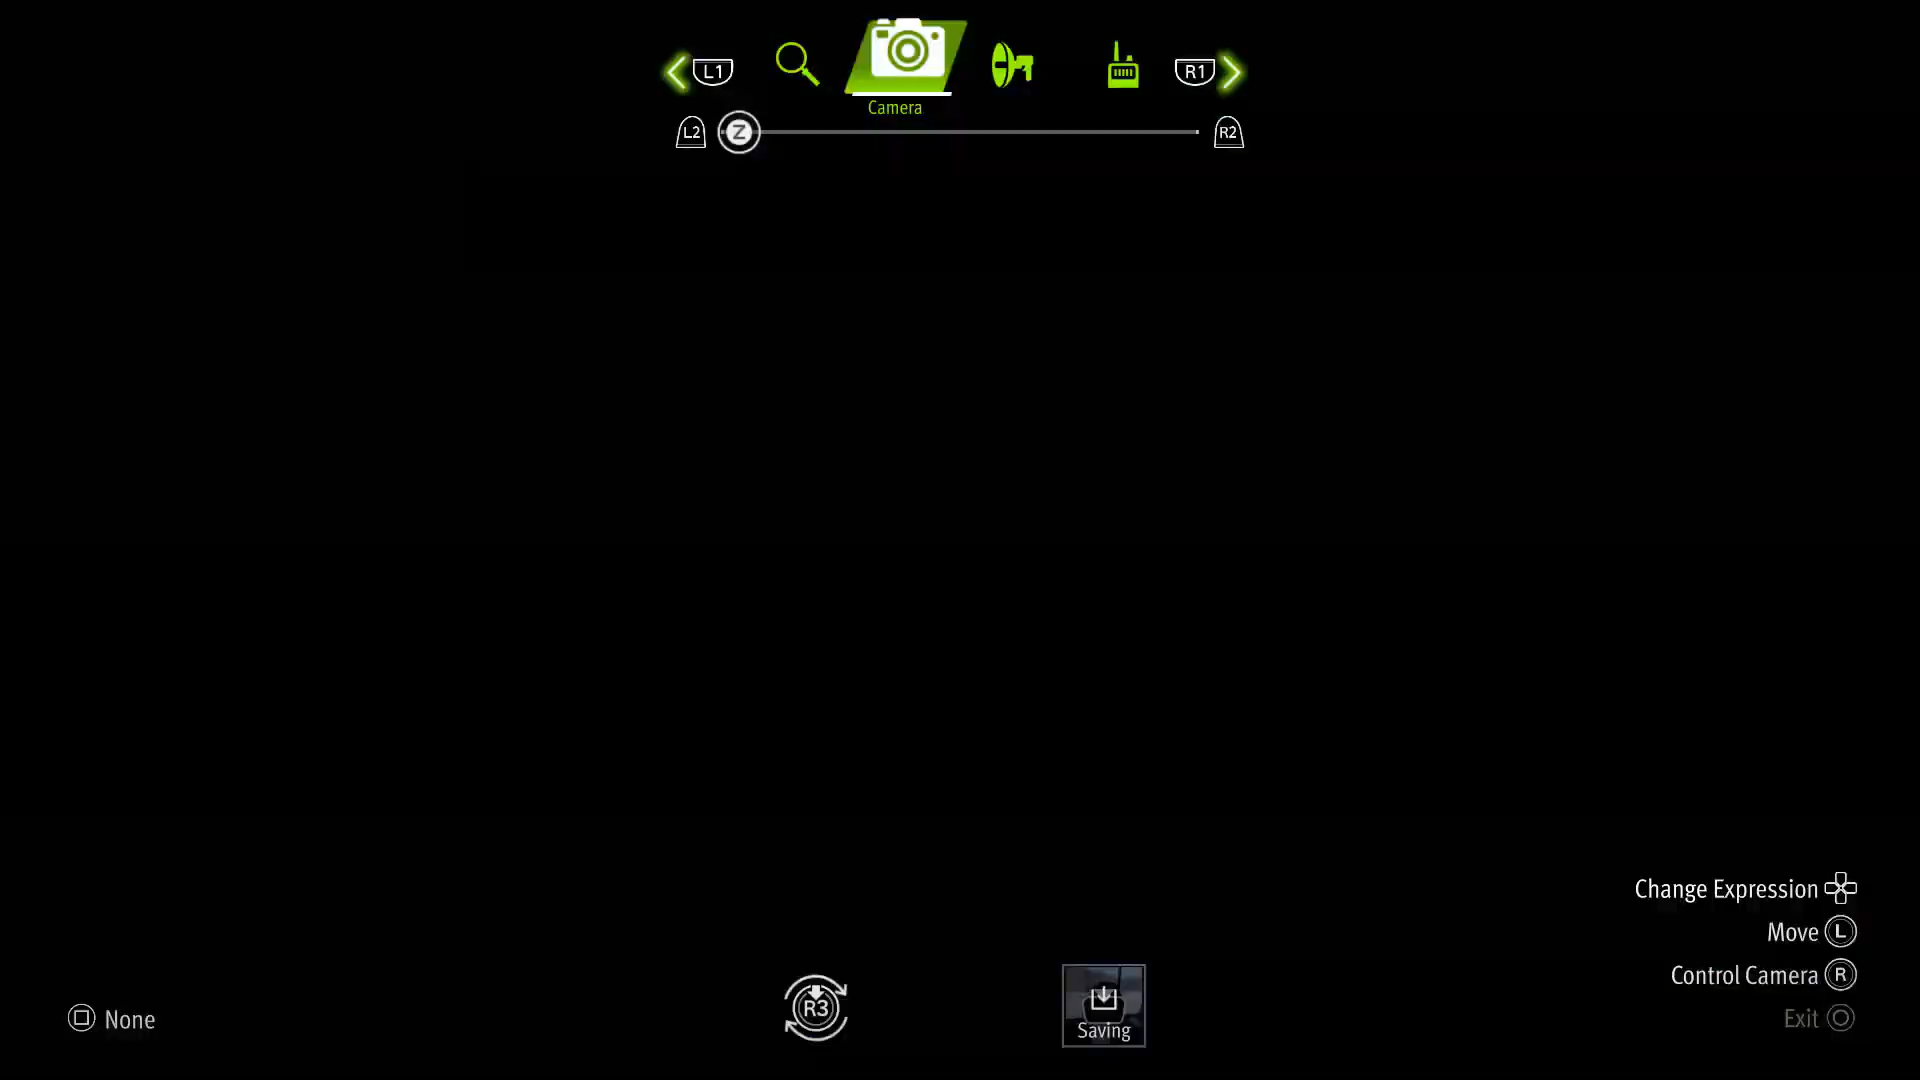 L1
R1
Camera
L2
Z
R2
Change Expression
Move L
Control Camera R
Exit
None
R3
Saving